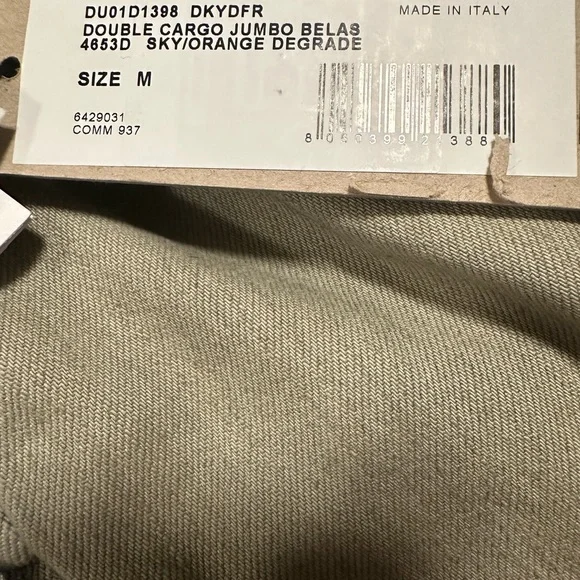 DU01D1398 DKYDFR
MADE IN ITALY
DOUBLE CARGO JUMBO BELAS
4653D SKY/ORANGE DEGRADE
SIZE M
6429031
COMM 937